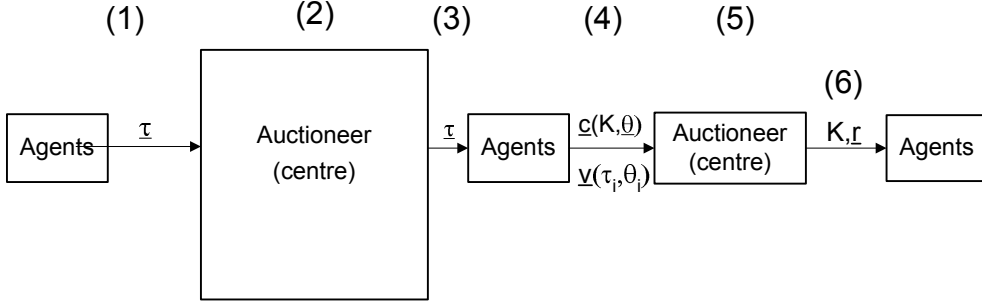 (1)
(2)
(3)
(4)
(5)
(6)
Agents
τ
Auctioneer
(centre)
τ
Agents
c(K,θ)
v(τi,θi)
Auctioneer
(centre)
K,r
Agents